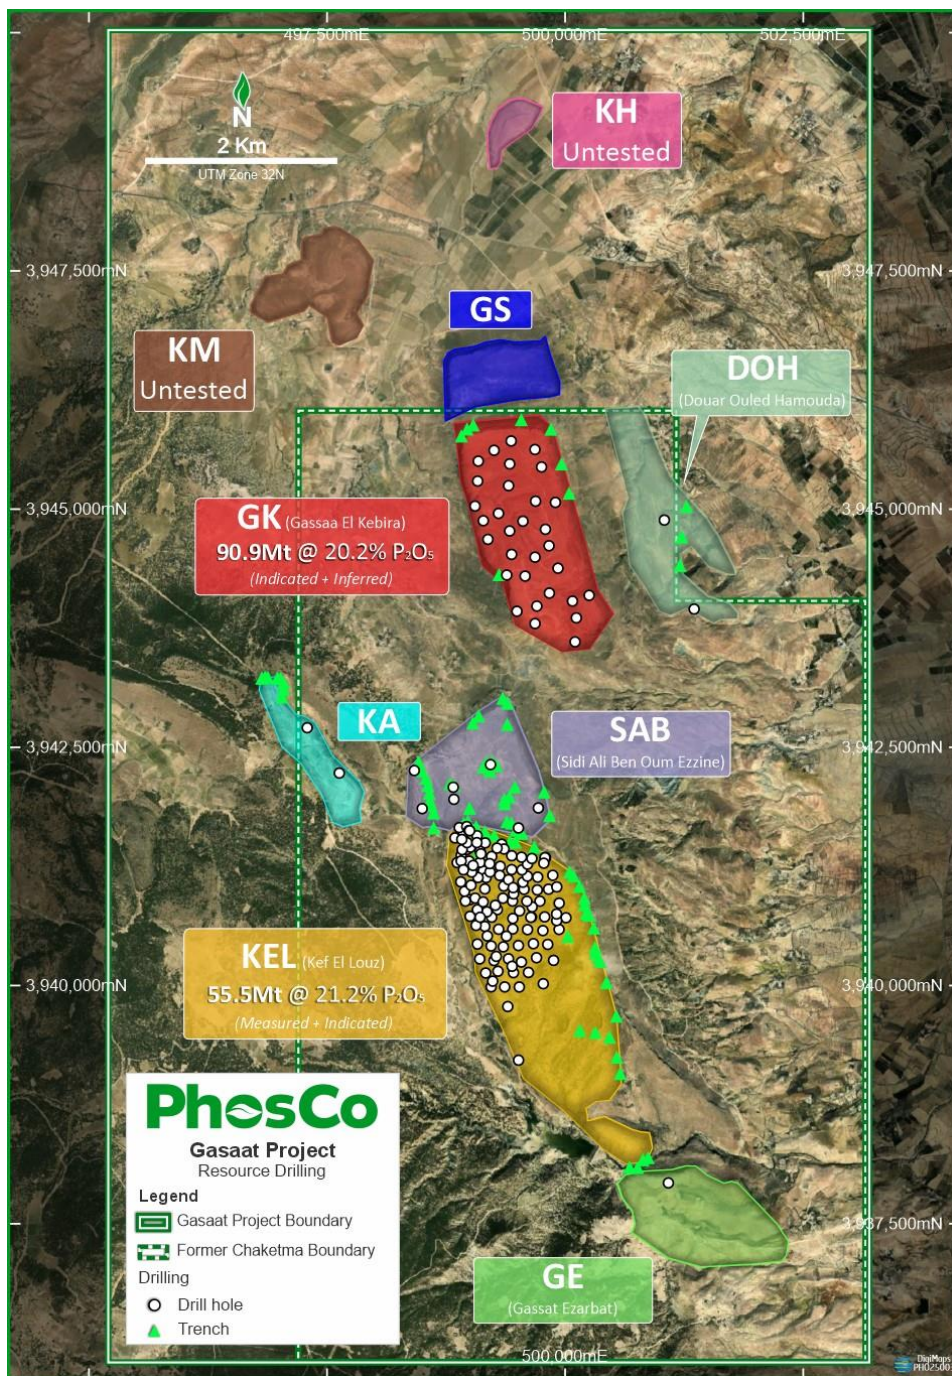 497,500mE
500,000mE
502,500mE
N
2 Km
UTM Zone 32N
KH
Untested
3,947,500mN
3,947,500mN
GS
KM
Untested
DOH
(Douar Ouled Hamouda)
3,945,000mN
3,945,000mN
GK (Gassaa El Kebira)
90.9Mt @ 20.2% P₂O₅
(Indicated + Inferred)
KA
SAB
(Sidi Ali Ben Oum Ezzine)
3,942,500mN
3,942,500mN
KEL (Kef El Louz)
55.5Mt @ 21.2% P₂O₅
(Measured + Indicated)
3,940,000mN
3,940,000mN
PhosCo
Gasaat Project
Resource Drilling
Legend
Gasaat Project Boundary
Former Chaketma Boundary
Drilling
Drill hole
Trench
3,937,500mN
GE
(Gassat Ezarbat)
500,000mE
DigiMaps
PHO2500